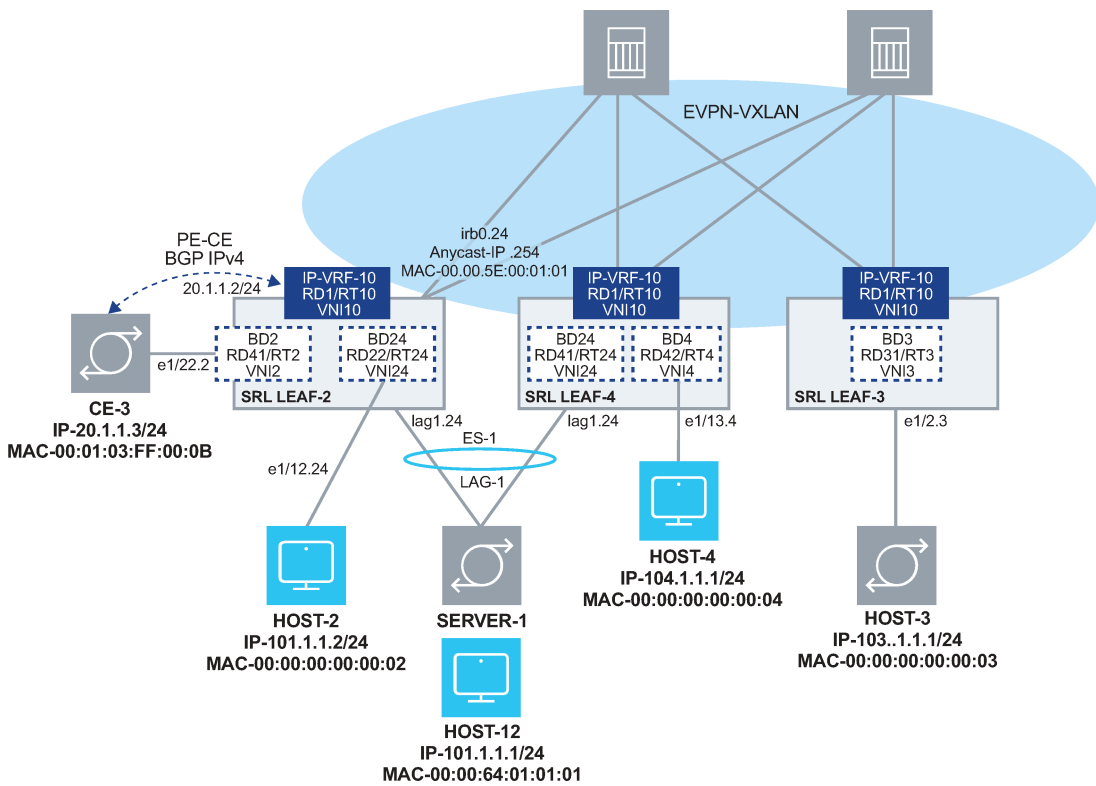 EVPN-VXLAN
irb0.24
Anycast-IP .254
MAC-00.00.5E:00:01:01
PE-CE
BGP IPv4
20.1.1.2/24
IP-VRF-10
RD1/RT10
VNI10
IP-VRF-10
RD1/RT10
VNI10
IP-VRF-10
RD1/RT10
VNI10
BD2
RD41/RT2
VNI2
BD24
RD22/RT24
VNI24
SRL LEAF-2
BD24
RD41/RT24
VNI24
BD4
RD42/RT4
VNI4
SRL LEAF-4
BD3
RD31/RT3
VNI3
SRL LEAF-3
e1/22.2
CE-3
IP-20.1.1.3/24
MAC-00:01:03:FF:00:0B
lag1.24
lag1.24
e1/13.4
e1/2.3
ES-1
LAG-1
e1/12.24
HOST-2
IP-101.1.1.2/24
MAC-00:00:00:00:00:02
SERVER-1
HOST-12
IP-101.1.1.1/24
MAC-00:00:64:01:01:01
HOST-4
IP-104.1.1.1/24
MAC-00:00:00:00:00:04
HOST-3
IP-103..1.1.1/24
MAC-00:00:00:00:00:03